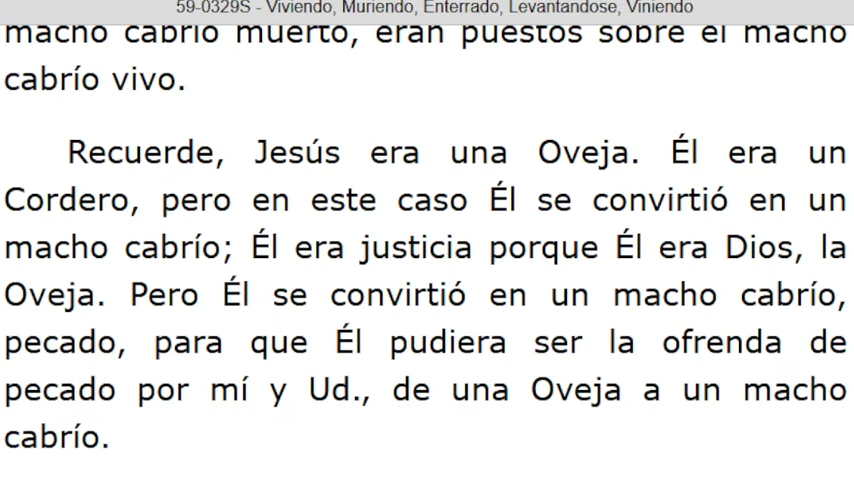 59-0329S - Viviendo, Muriendo, Enterrado, Levantandose, Viniendo
macho cabrío muerto, eran puestos sobre el macho
cabrío vivo.
Recuerde, Jesús era una Oveja. Él era un
Cordero, pero en este caso Él se convirtió en un
macho cabrío; Él era justicia porque Él era Dios, la
Oveja. Pero Él se convirtió en un macho cabrío,
pecado, para que Él pudiera ser la ofrenda de
pecado por mí y Ud., de una Oveja a un macho
cabrío.